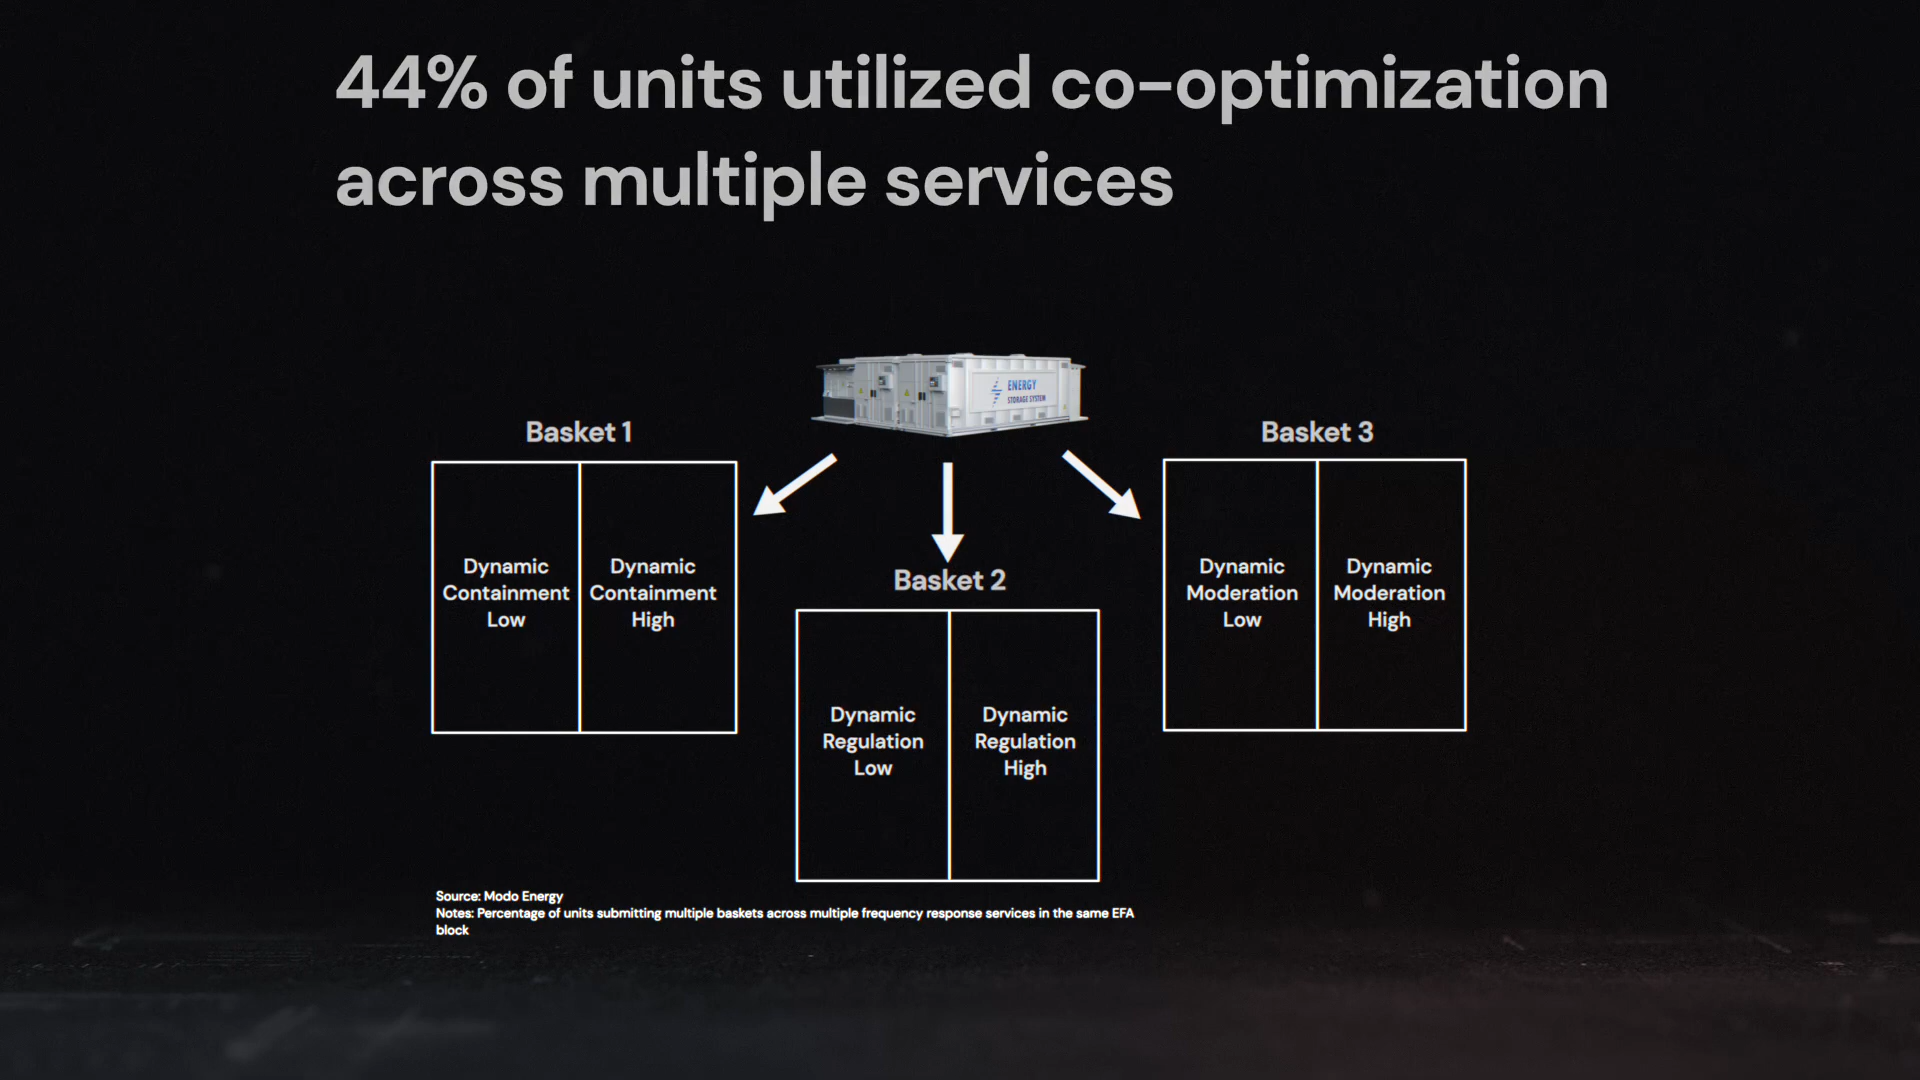 44% of units utilized co-optimization
across multiple services
ENERGY
STORAGE SYSTEM
Basket 1
Dynamic
Containment
Low
Dynamic
Containment
High
Basket 2
Dynamic
Regulation
Low
Dynamic
Regulation
High
Basket 3
Dynamic
Moderation
Low
Dynamic
Moderation
High
Source: Modo Energy
Notes: Percentage of units submitting multiple baskets across multiple frequency response services in the same EFA
block